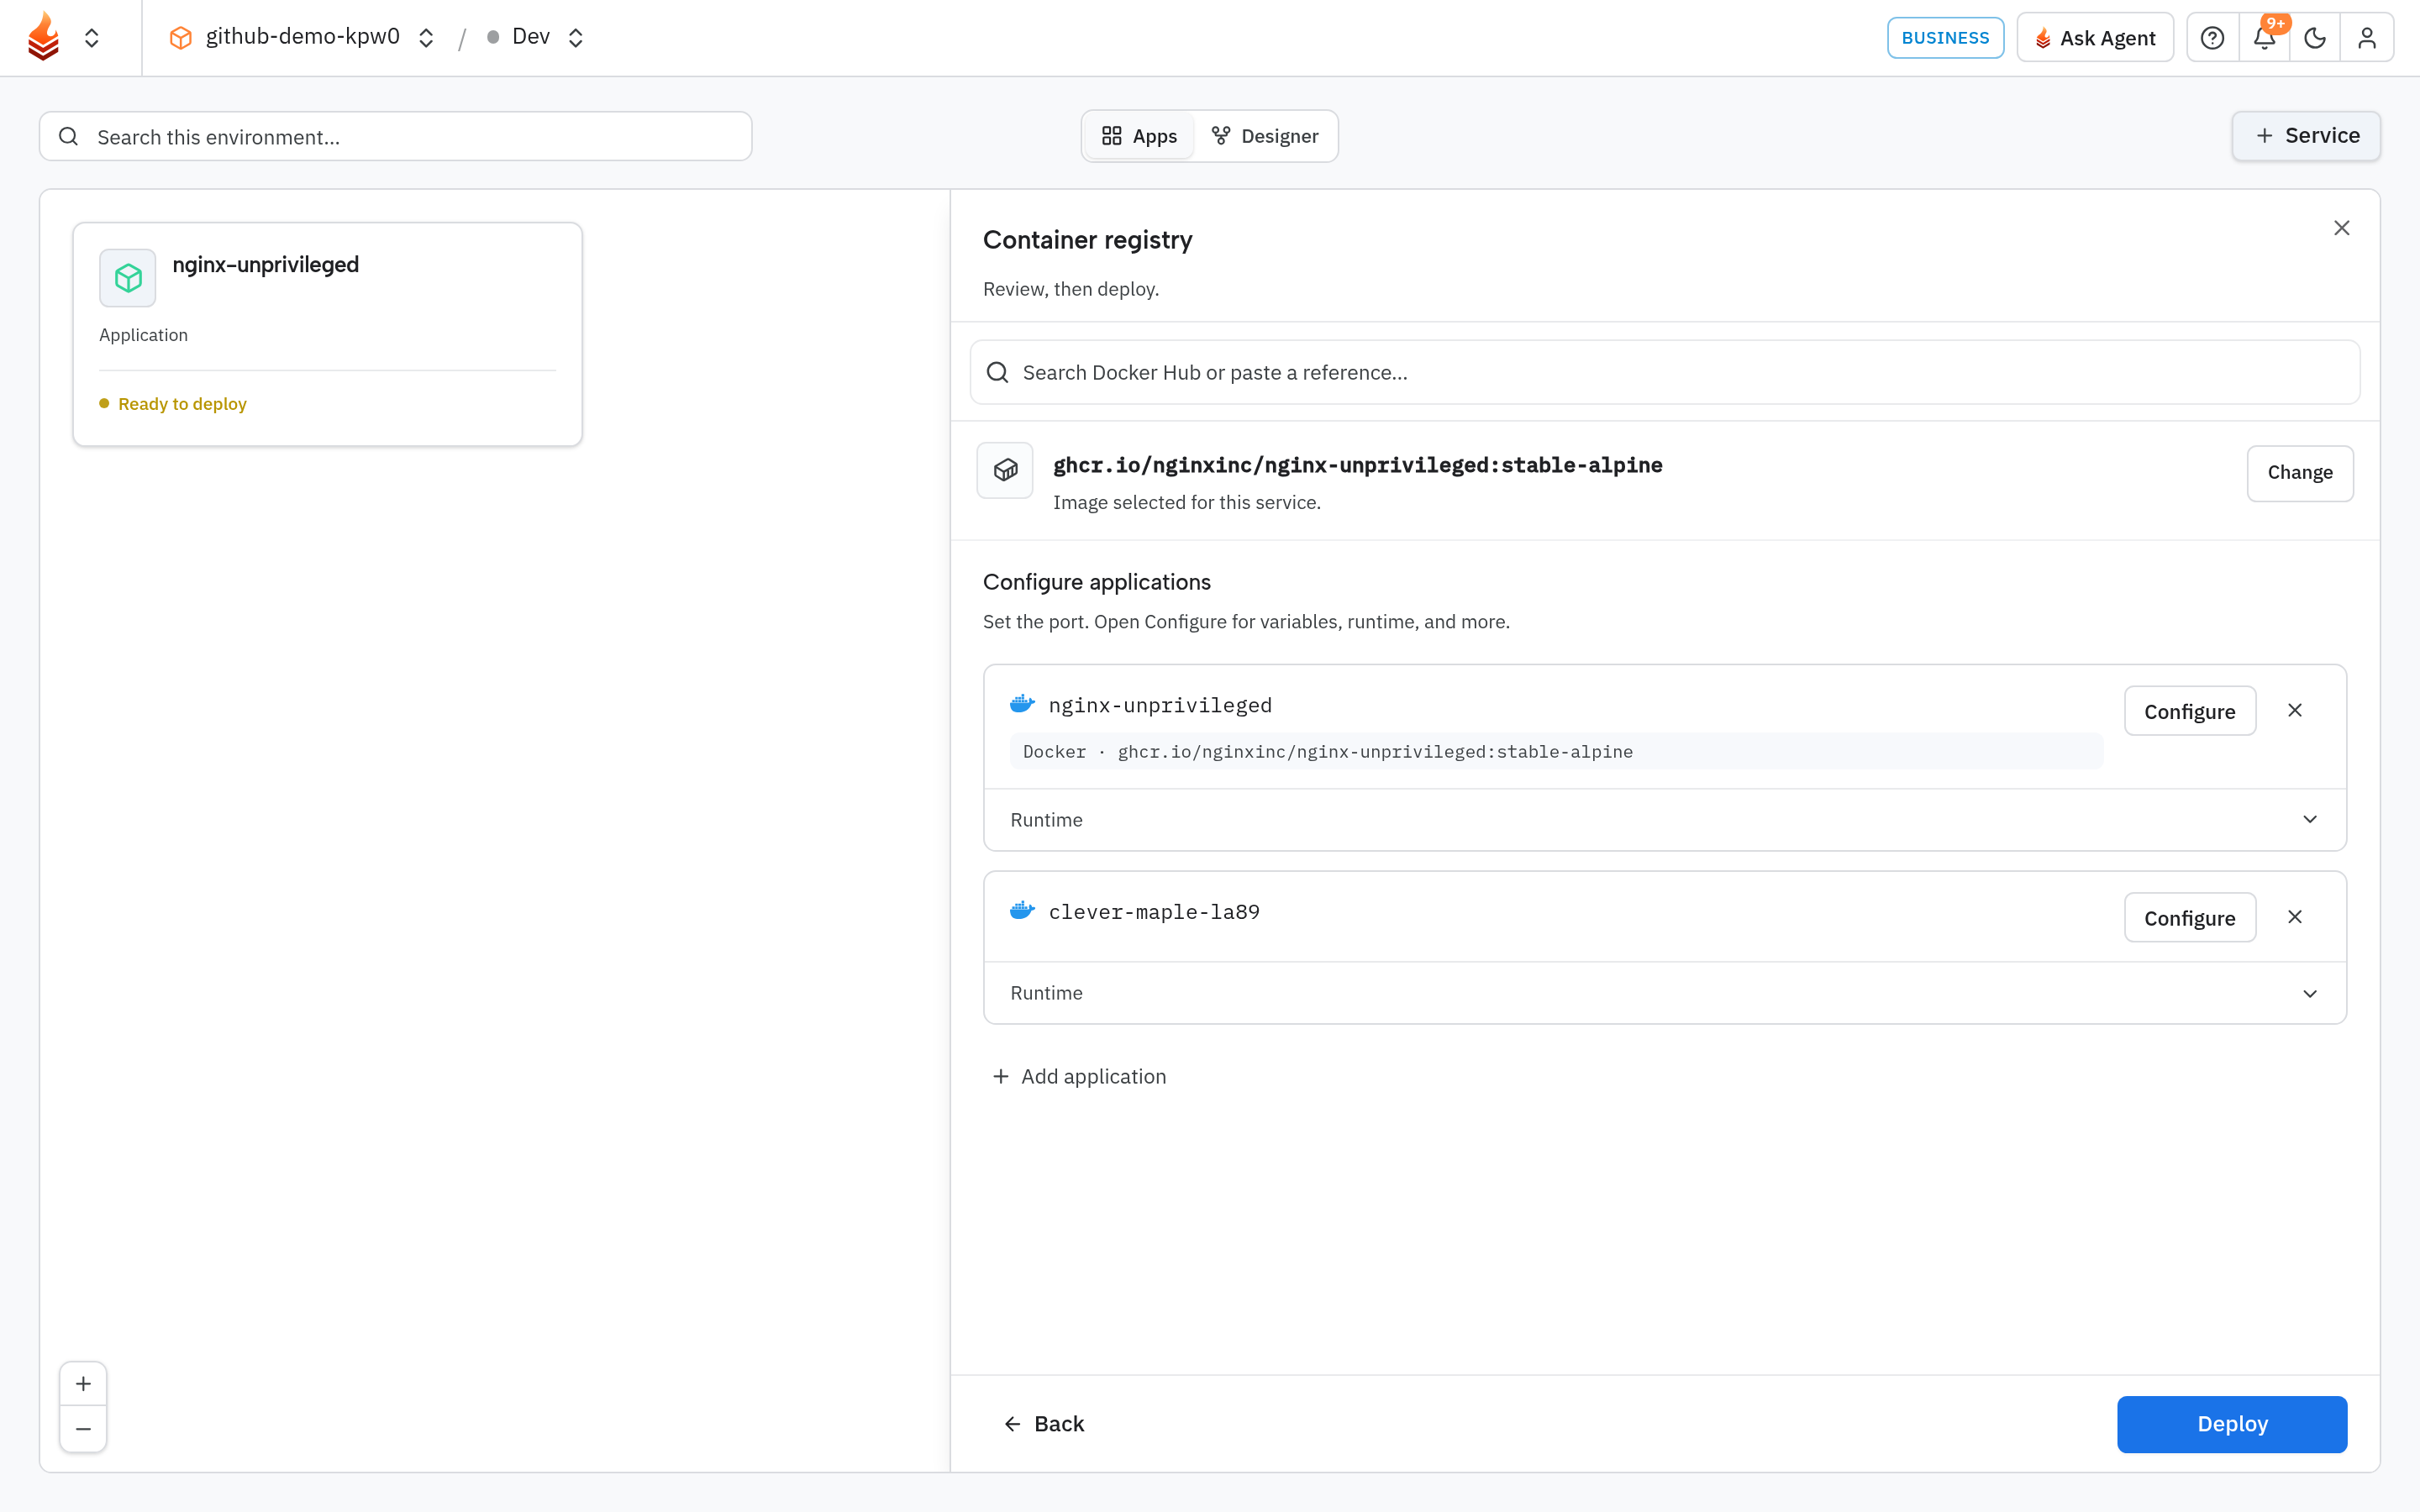 github-demo-kpw0 / Dev
BUSINESS
Ask Agent
9+
Search this environment...
Apps
Designer
+ Service
nginx-unprivileged
Application
Ready to deploy
Container registry
Review, then deploy.
Search Docker Hub or paste a reference...
ghcr.io/nginxinc/nginx-unprivileged:stable-alpine
Image selected for this service.
Change
Configure applications
Set the port. Open Configure for variables, runtime, and more.
nginx-unprivileged
Configure
Docker · ghcr.io/nginxinc/nginx-unprivileged:stable-alpine
Runtime
clever-maple-la89
Configure
Runtime
+ Add application
Back
Deploy